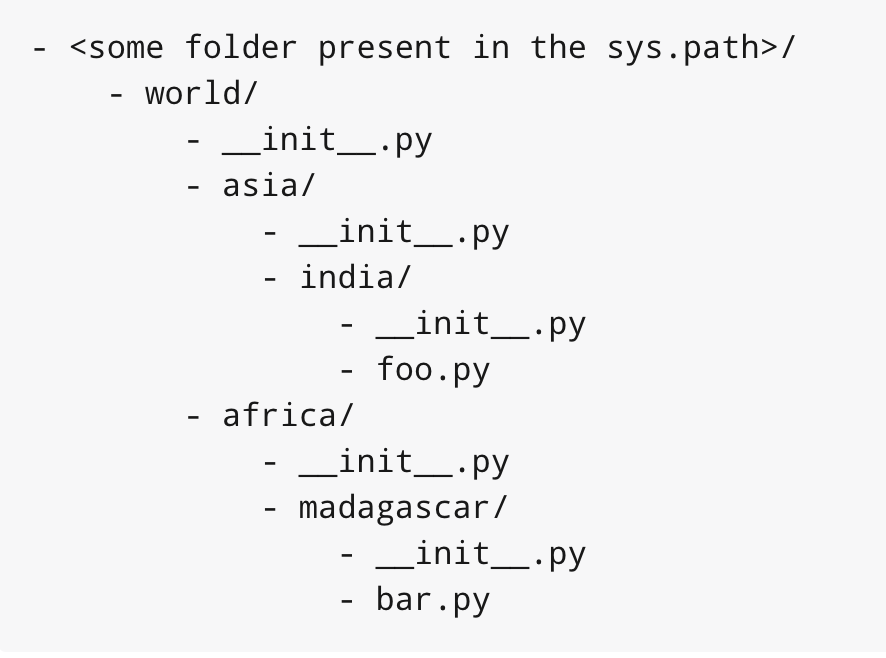 - <some folder present in the sys.path>/
    - world/
        - __init__.py
        - asia/
            - __init__.py
            - india/
                - __init__.py
                - foo.py
        - africa/
            - __init__.py
            - madagascar/
                - __init__.py
                - bar.py